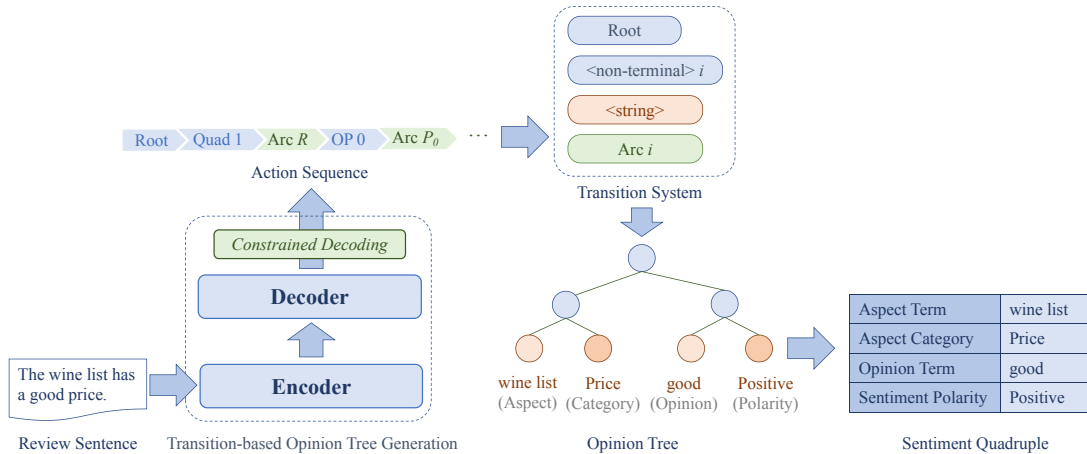 Root
<non-terminal> i
<string>
Arc i
Transition System
Root Quad 1 Arc R OP 0 Arc P0 ...
Action Sequence
Constrained Decoding
Decoder
Encoder
The wine list has
a good price.
Review Sentence
Transition-based Opinion Tree Generation
wine list Price good Positive
(Aspect) (Category) (Opinion) (Polarity)
Opinion Tree
Aspect Term wine list
Aspect Category Price
Opinion Term good
Sentiment Polarity Positive
Sentiment Quadruple